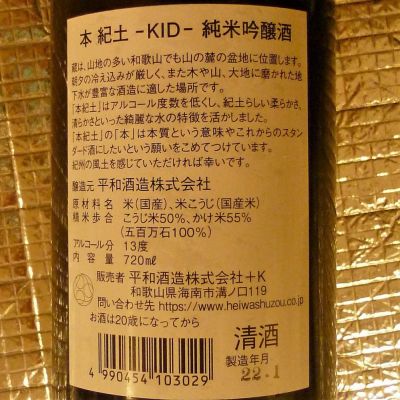 本 紀土 -KID- 純米吟醸酒
蔵は、山地の多い和歌山でも山の麓の盆地に位置します。
朝夕の冷え込みが厳しく、また木や山、大地に磨かれた地
下水が豊富な酒造に適した場所です。
「本紀土」はアルコール度数を低くし、紀土らしい柔らかさ、
清らかさといった綺麗な水の特徴を活かしました。
「本紀土」の「本」は本質という意味やこれからのスタン
ダード酒にしたいという願いをこめてつけています。
紀州の風土を感じていただければ幸いです。
醸造元 平和酒造株式会社
原材料名 米(国産)、米こうじ(国産米)
精米歩合 こうじ米50%、かけ米55%
(五百万石100%)
アルコール分 13度
内容量 720mℓ
販売者 平和酒造株式会社+K
和歌山県海南市溝ノ口119
問い合わせ先 https://www.heiwashuzou.co.jp
お酒は20歳になってから
清酒
製造年月
22.1
4 990454 103029